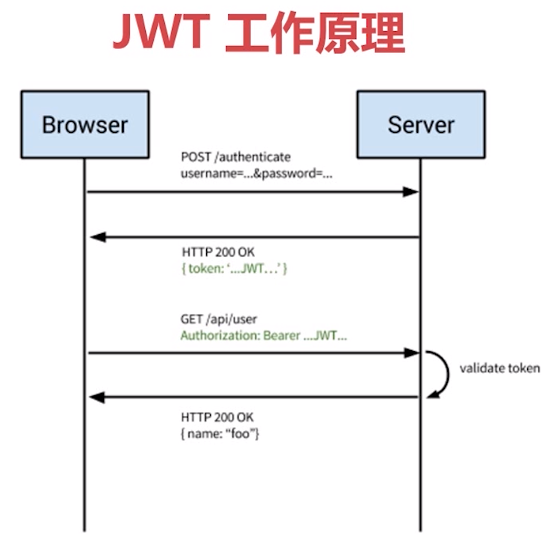 JWT 工作原理
Browser
Server
POST /authenticate
username=...&password=...
HTTP 200 OK
{ token: ‘...JWT...’ }
GET /api/user
Authorization: Bearer ...JWT...
validate token
HTTP 200 OK
{ name: “foo”}